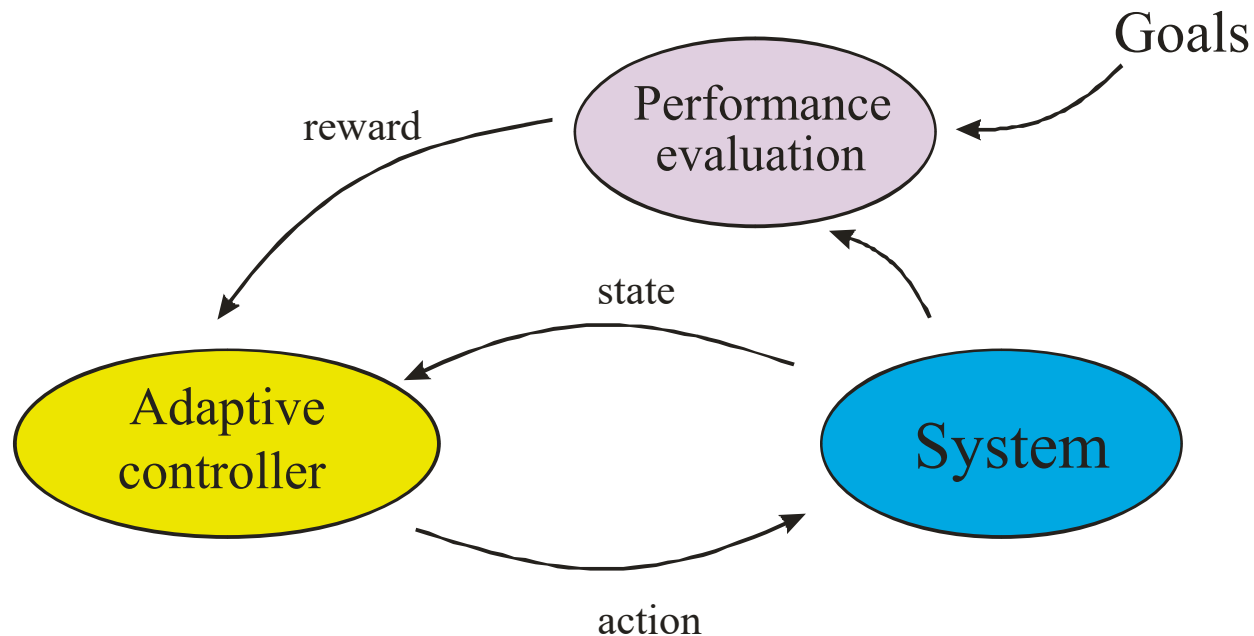 Goals
Performance
evaluation
reward
state
Adaptive
controller
System
action